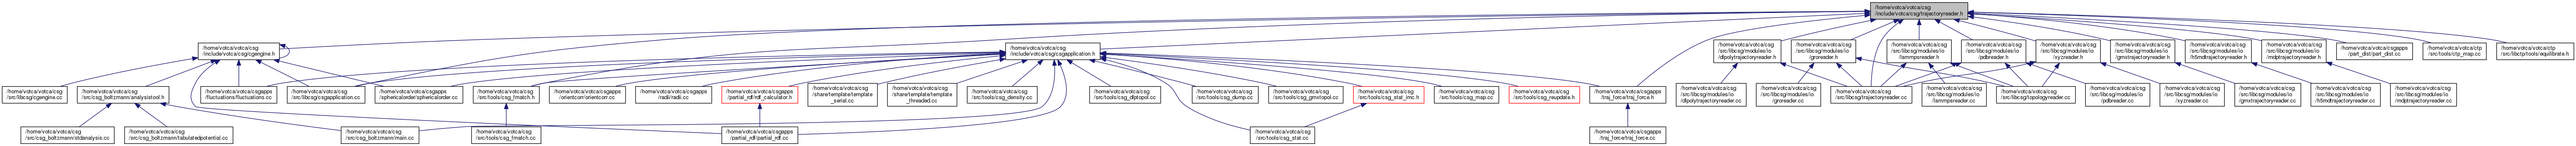 /home/votca/votca/csg
/include/votca/csg/trajectoryreader.h
/home/votca/votca/csg
/include/votca/csg/cgengine.h
/home/votca/votca/csg
/include/votca/csg/csgapplication.h
/home/votca/votca/csg
/src/libcsg/modules/io
/dlpolytrajectoryreader.h
/home/votca/votca/csg
/src/libcsg/modules/io
/groreader.h
/home/votca/votca/csg
/src/libcsg/modules/io
/lammpsreader.h
/home/votca/votca/csg
/src/libcsg/modules/io
/pdbreader.h
/home/votca/votca/csg
/src/libcsg/modules/io
/xyzreader.h
/home/votca/votca/csg
/src/libcsg/modules/io
/gmxtrajectoryreader.h
/home/votca/votca/csg
/src/libcsg/modules/io
/h5mdtrajectoryreader.h
/home/votca/votca/csg
/src/libcsg/modules/io
/mdptrajectoryreader.h
/home/votca/votca/csgapps
/part_dist/part_dist.cc
/home/votca/votca/ctp
/src/tools/ctp_map.cc
/home/votca/votca/ctp
/src/libctp/tools/equilibrate.h
/home/votca/votca/csg
/src/libcsg/cgengine.cc
/home/votca/votca/csg
/src/csg_boltzmann/analysistool.h
/home/votca/votca/csgapps
/fluctuations/fluctuations.cc
/home/votca/votca/csg
/src/libcsg/csgapplication.cc
/home/votca/votca/csgapps
/sphericalorder/sphericalorder.cc
/home/votca/votca/csg
/src/tools/csg_fmatch.h
/home/votca/votca/csgapps
/orientcorr/orientcorr.cc
/home/votca/votca/csgapps
/radii/radii.cc
/home/votca/votca/csgapps
/partial_rdf/rdf_calculator.h
/home/votca/votca/csg
/share/template/template
_serial.cc
/home/votca/votca/csg
/share/template/template
_threaded.cc
/home/votca/votca/csg
/src/tools/csg_density.cc
/home/votca/votca/csg
/src/tools/csg_dlptopol.cc
/home/votca/votca/csg
/src/tools/csg_dump.cc
/home/votca/votca/csg
/src/tools/csg_gmxtopol.cc
/home/votca/votca/csg
/src/tools/csg_stat_imc.h
/home/votca/votca/csg
/src/tools/csg_map.cc
/home/votca/votca/csg
/src/tools/csg_reupdate.h
/home/votca/votca/csgapps
/traj_force/traj_force.h
/home/votca/votca/csg
/src/libcsg/modules/io
/dlpolytrajectoryreader.cc
/home/votca/votca/csg
/src/libcsg/modules/io
/groreader.cc
/home/votca/votca/csg
/src/libcsg/trajectoryreader.cc
/home/votca/votca/csg
/src/libcsg/modules/io
/lammpsreader.cc
/home/votca/votca/csg
/src/libcsg/topologyreader.cc
/home/votca/votca/csg
/src/libcsg/modules/io
/pdbreader.cc
/home/votca/votca/csg
/src/libcsg/modules/io
/xyzreader.cc
/home/votca/votca/csg
/src/libcsg/modules/io
/gmxtrajectoryreader.cc
/home/votca/votca/csg
/src/libcsg/modules/io
/h5mdtrajectoryreader.cc
/home/votca/votca/csg
/src/libcsg/modules/io
/mdptrajectoryreader.cc
/home/votca/votca/csg
/src/csg_boltzmann/stdanalysis.cc
/home/votca/votca/csg
/src/csg_boltzmann/tabulatedpotential.cc
/home/votca/votca/csg
/src/csg_boltzmann/main.cc
/home/votca/votca/csg
/src/tools/csg_fmatch.cc
/home/votca/votca/csgapps
/partial_rdf/partial_rdf.cc
/home/votca/votca/csg
/src/tools/csg_stat.cc
/home/votca/votca/csgapps
/traj_force/traj_force.cc